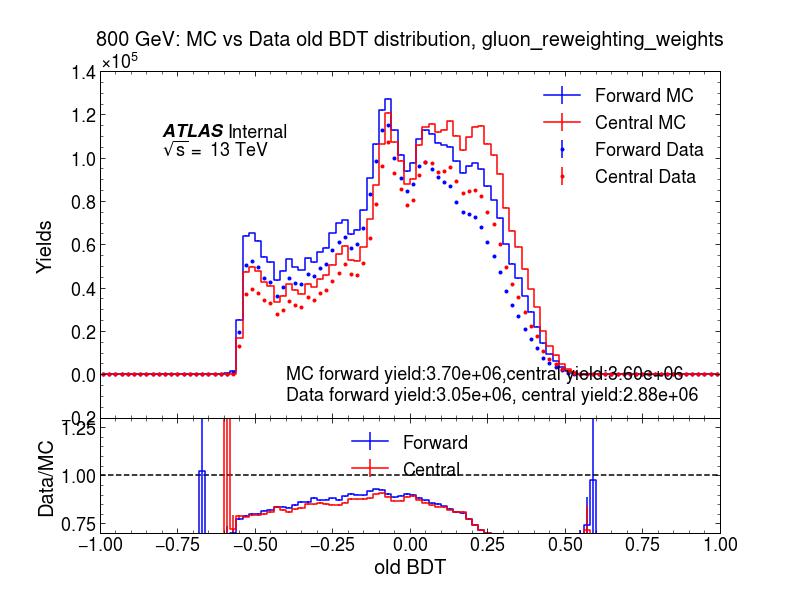 800 GeV: MC vs Data old BDT distribution, gluon_reweighting_weights
×10⁵
1.4
1.2
1.0
0.8
0.6
0.4
0.2
0.0
0.2
Yields
ATLAS Internal
√s = 13 TeV
Forward MC
Central MC
Forward Data
Central Data
MC forward yield:3.70e+06,central yield:3.60e+06
Data forward yield:3.05e+06, central yield:2.88e+06
1.25
1.00
0.75
Data/MC
Forward
Central
−1.00 −0.75 −0.50 −0.25 0.00 0.25 0.50 0.75 1.00
old BDT